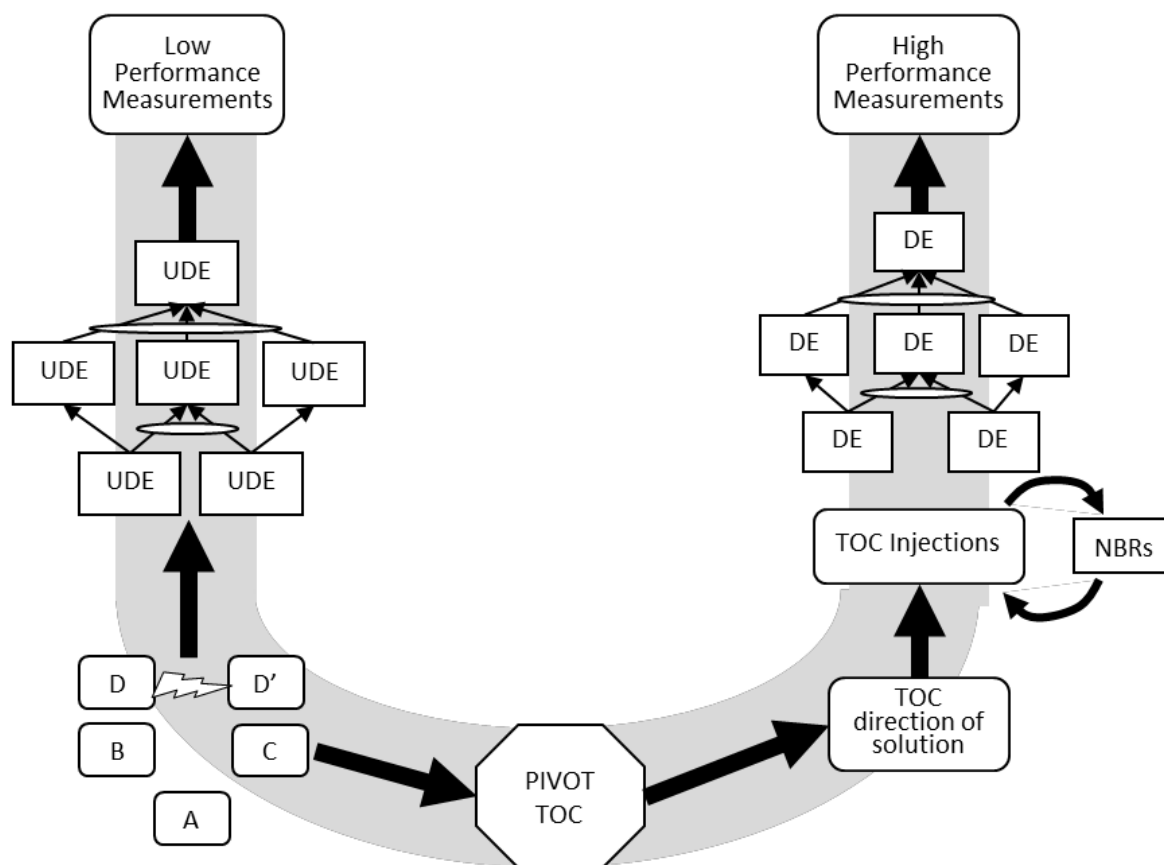 Low
Performance
Measurements
High
Performance
Measurements
UDE
DE
UDE
UDE
UDE
DE
DE
DE
UDE
UDE
DE
DE
TOC Injections
NBRs
D
D’
B
C
A
PIVOT
TOC
TOC
direction of
solution